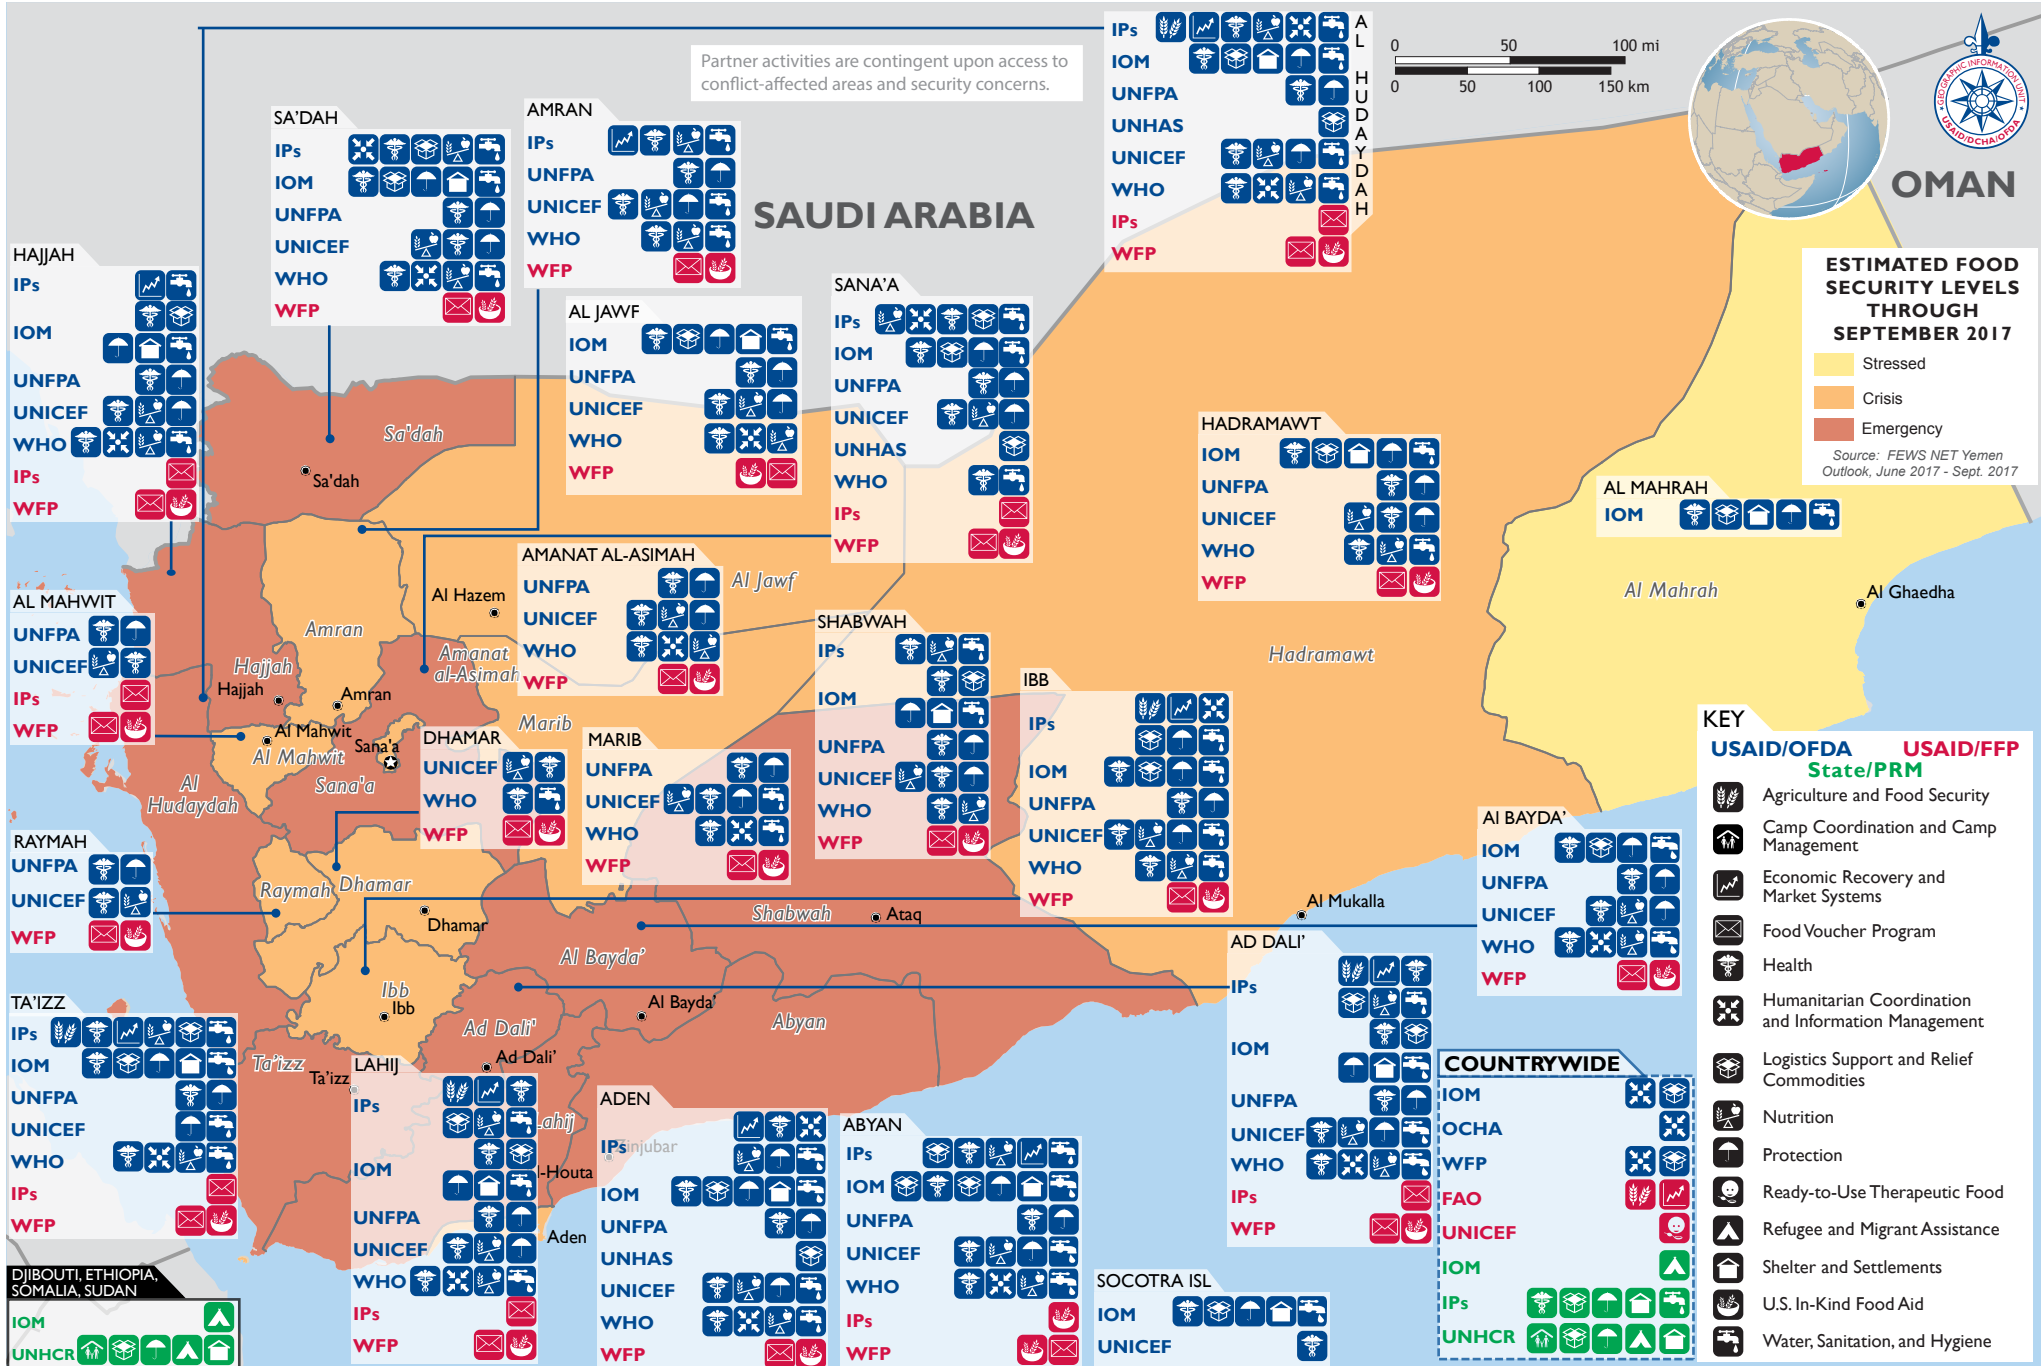 Partner activities are contingent upon access to
conflict-affected areas and security concerns.
0 50 100 mi
0 50 100 150 km
GEOGRAPHIC INFORMATION UNIT
USAID/DCHA/OFDA
SAUDI ARABIA
OMAN
ESTIMATED FOOD
SECURITY LEVELS
THROUGH
SEPTEMBER 2017
Stressed
Crisis
Emergency
Source: FEWS NET Yemen
Outlook, June 2017 - Sept. 2017
AL HUDAYDAH
IPs
IOM
UNFPA
UNHAS
UNICEF
WHO
IPs
WFP
SA'DAH
IPs
IOM
UNFPA
UNICEF
WHO
WFP
AMRAN
IPs
UNFPA
UNICEF
WHO
WFP
HAJJAH
IPs
IOM
UNFPA
UNICEF
WHO
IPs
WFP
AL JAWF
IOM
UNFPA
UNICEF
WHO
WFP
SANA'A
IPs
IOM
UNFPA
UNICEF
UNHAS
WHO
IPs
WFP
HADRAMAWT
IOM
UNFPA
UNICEF
WHO
WFP
AL MAHRAH
IOM
AMANAT AL-ASIMAH
UNFPA
UNICEF
WHO
WFP
AL MAHWIT
UNFPA
UNICEF
IPs
WFP
SHABWAH
IPs
IOM
UNFPA
UNICEF
WHO
WFP
IBB
IPs
IOM
UNFPA
UNICEF
WHO
WFP
DHAMAR
UNICEF
WHO
WFP
MARIB
UNFPA
UNICEF
WHO
WFP
RAYMAH
UNFPA
UNICEF
WFP
Al BAYDA'
IOM
UNFPA
UNICEF
WHO
WFP
AD DALI'
IPs
IOM
UNFPA
UNICEF
WHO
IPs
WFP
TA'IZZ
IPs
IOM
UNFPA
UNICEF
WHO
IPs
WFP
LAHIJ
IPs
IOM
UNFPA
UNICEF
WHO
IPs
WFP
ADEN
IPs
IOM
UNFPA
UNHAS
UNICEF
WHO
WFP
ABYAN
IPs
IOM
UNFPA
UNICEF
WHO
IPs
WFP
SOCOTRA ISL
IOM
UNICEF
COUNTRYWIDE
IOM
OCHA
WFP
FAO
UNICEF
IOM
IPs
UNHCR
DJIBOUTI, ETHIOPIA,
SOMALIA, SUDAN
IOM
UNHCR
KEY
USAID/OFDA USAID/FFP
State/PRM
Agriculture and Food Security
Camp Coordination and Camp
Management
Economic Recovery and
Market Systems
Food Voucher Program
Health
Humanitarian Coordination
and Information Management
Logistics Support and Relief
Commodities
Nutrition
Protection
Ready-to-Use Therapeutic Food
Refugee and Migrant Assistance
Shelter and Settlements
U.S. In-Kind Food Aid
Water, Sanitation, and Hygiene
Sa'dah
Sa'dah
Amran
Al Hazem
Al Jawf
Amanat
al-Asimah
Hajjah
Hajjah
Amran
Al Mahwit
Al Mahwit
Sana'a
Sana'a
Marib
Al
Hudaydah
Raymah
Dhamar
Dhamar
Ibb
Ibb
Al Bayda'
Al Bayda'
Shabwah
Ataq
Abyan
Ad Dali'
Ad Dali'
Ta'izz
Ta'izz
Lahij
l-Houta
Zinjubar
Aden
Hadramawt
Al Mukalla
Al Mahrah
Al Ghaedha